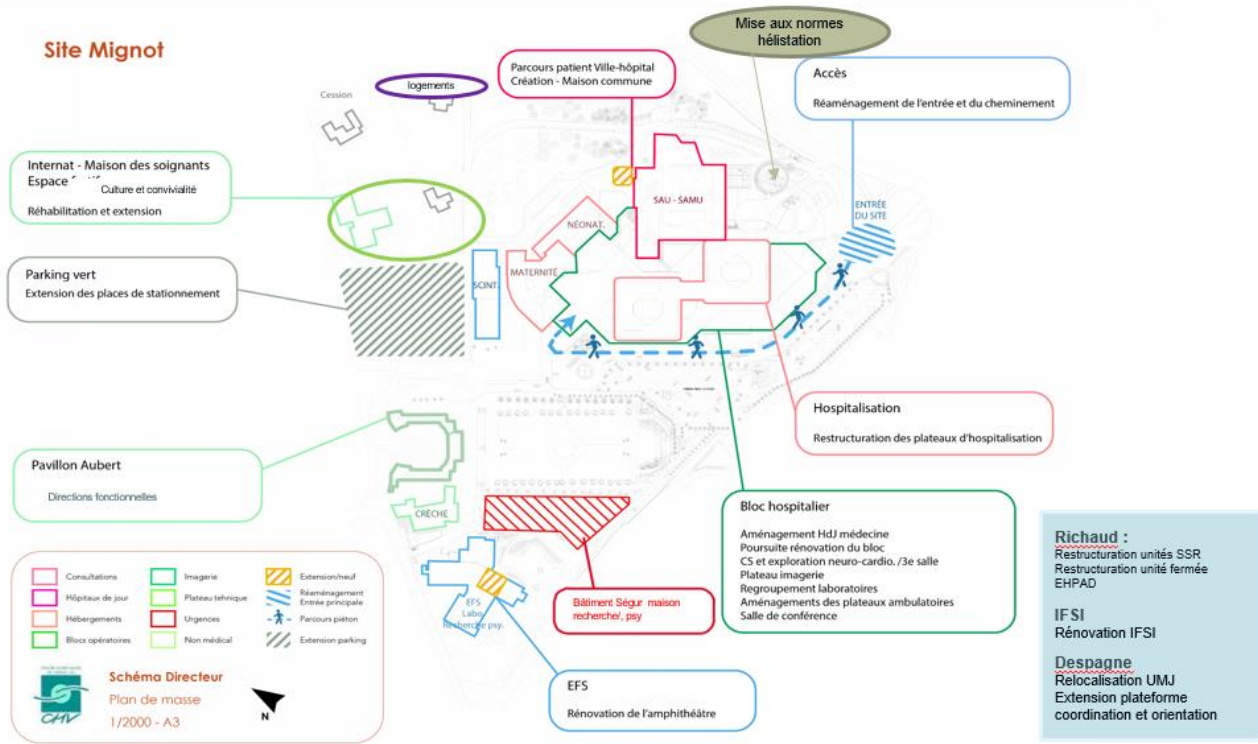 Site Mignot
Mise aux normes
hélistation
Parcours patient Ville-hôpital
Création - Maison commune
Accès
Réaménagement de l'entrée et du cheminement
logements
Cession
Internat - Maison des soignants
Espace
Culture et convivialité
Réhabilitation et extension
SAU - SAMU
ENTRÉE
DU SITE
NÉONAT.
MATERNITÉ
SCINT.
Parking vert
Extension des places de stationnement
Hospitalisation
Restructuration des plateaux d'hospitalisation
Pavillon Aubert
Directions fonctionnelles
CRÈCHE
Bloc hospitalier
Aménagement HdJ médecine
Poursuite rénovation du bloc
CS et exploration neuro-cardio. /3è salle
Plateau imagerie
Regroupement laboratoires
Aménagements des plateaux ambulatoires
Salle de conférence
Richaud :
Restructuration unités SSR
Restructuration unité fermée
EHPAD
IFSI
Rénovation IFSI
Despagne
Relocalisation UMJ
Extension plateforme
coordination et orientation
Bâtiment Ségur maison
recherche/, psy
EFS
Labo
Recherche psy.
EFS
Rénovation de l'amphithéâtre
Consultations
Hôpitaux de jour
Hébergements
Blocs opératoires
Imagerie
Plateau tehnique
Urgences
Non médical
Extension/neuf
Réaménagement
Entrée principale
Parcours piéton
Extension parking
CHV
Schéma Directeur
Plan de masse
1/2000 - A3
N